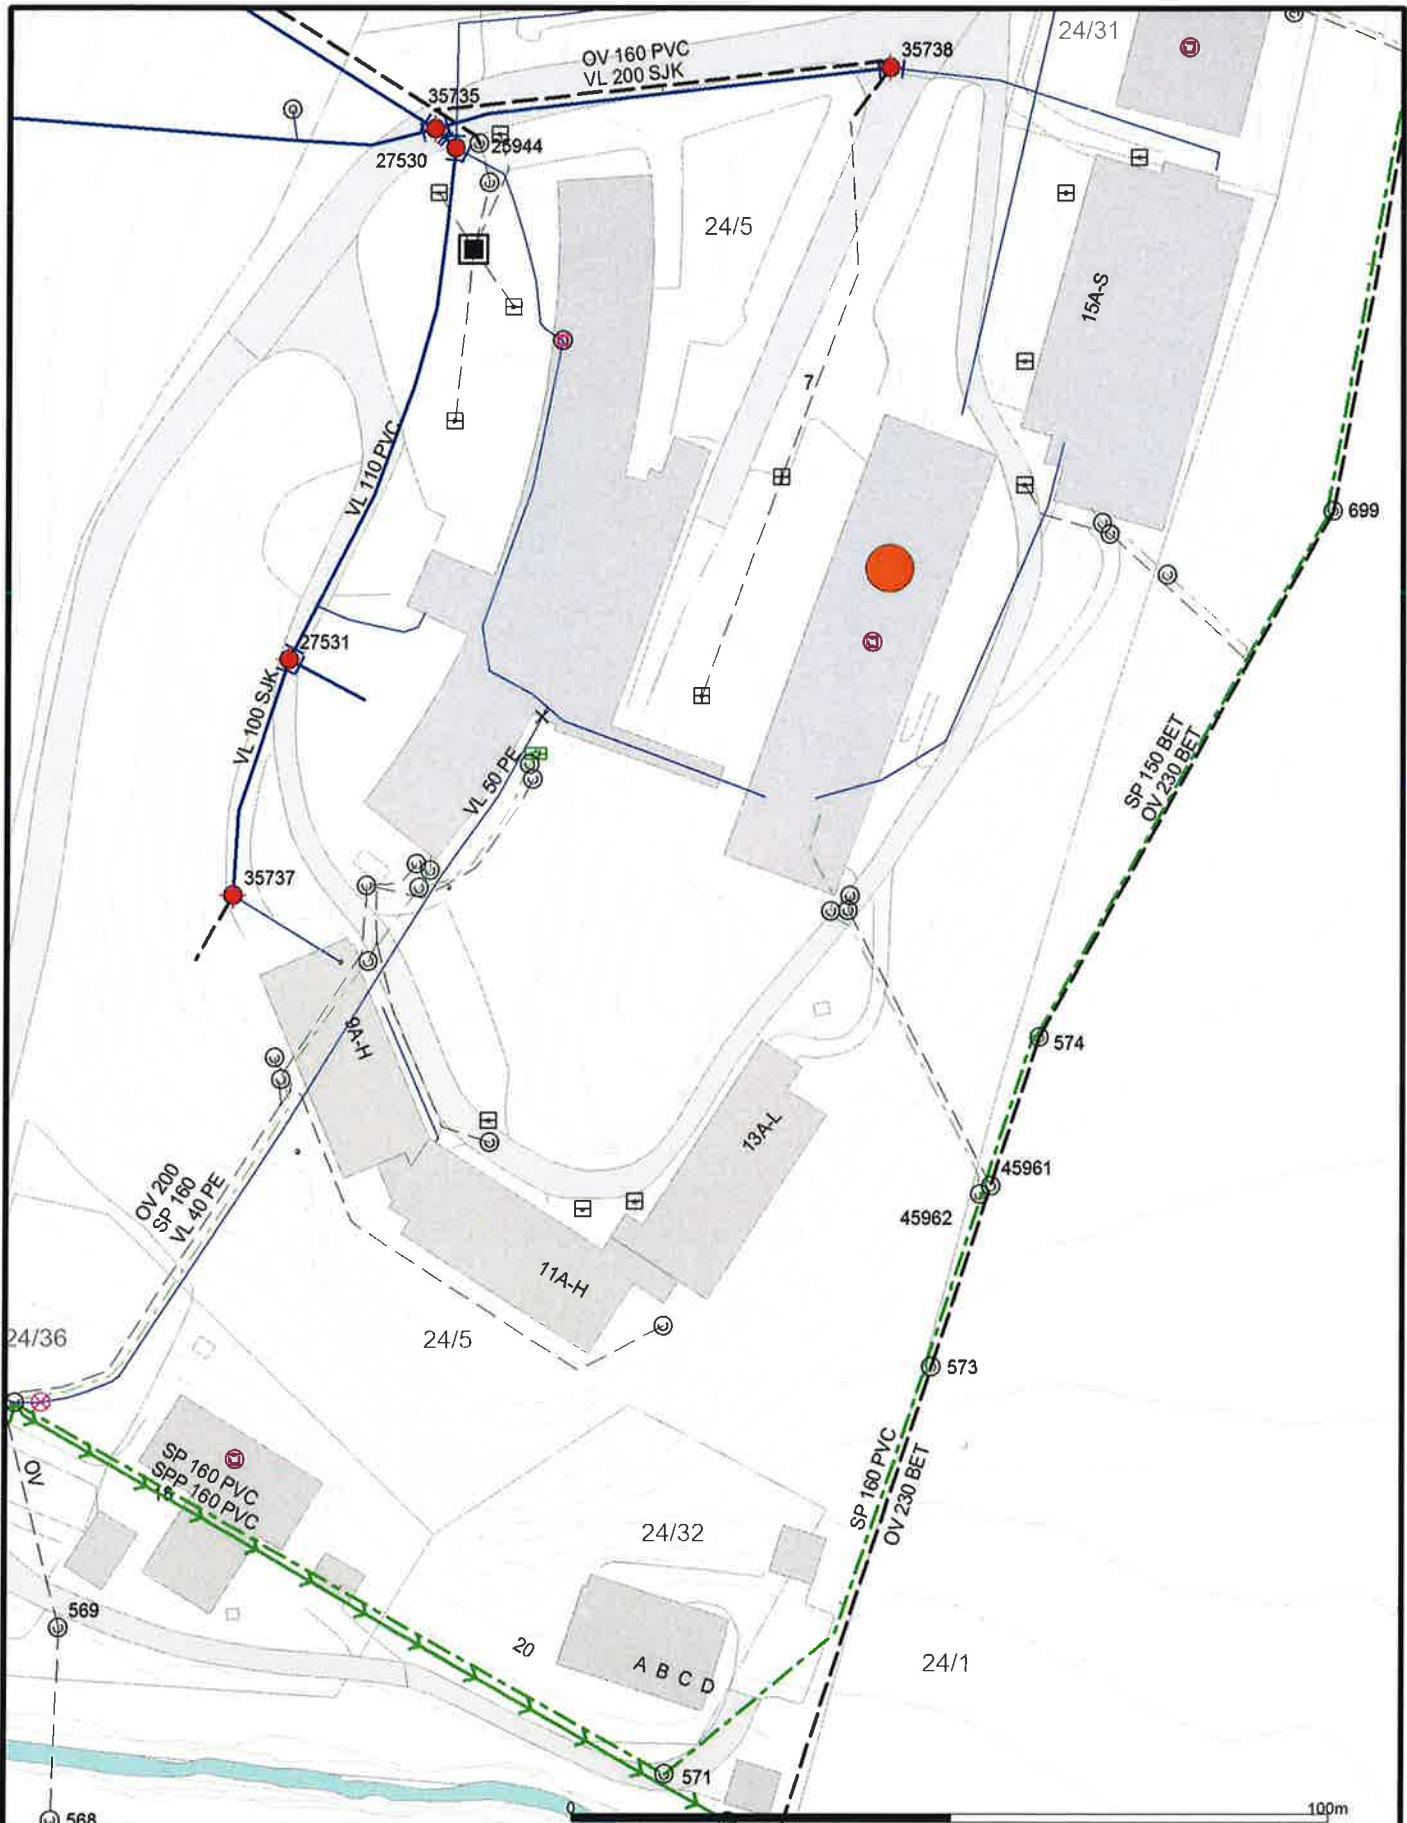 24/31
OV 160 PVC
VL 200 SJK
35738
35735
27530
25944
24/5
15A-S
7
VL 110 PVC
699
27531
VL 100 SJK
VL 50 PE
SP 150 BET
OV 230 BET
35737
9A-H
574
13A-L
45961
45962
OV 200
SP 160
VL 40 PE
11A-H
24/36
24/5
573
SP 160 PVC
OV 230 BET
OV
SP 160 PVC
SPP 160 PVC
24/32
569
20
A B C D
24/1
571
568
0
100m